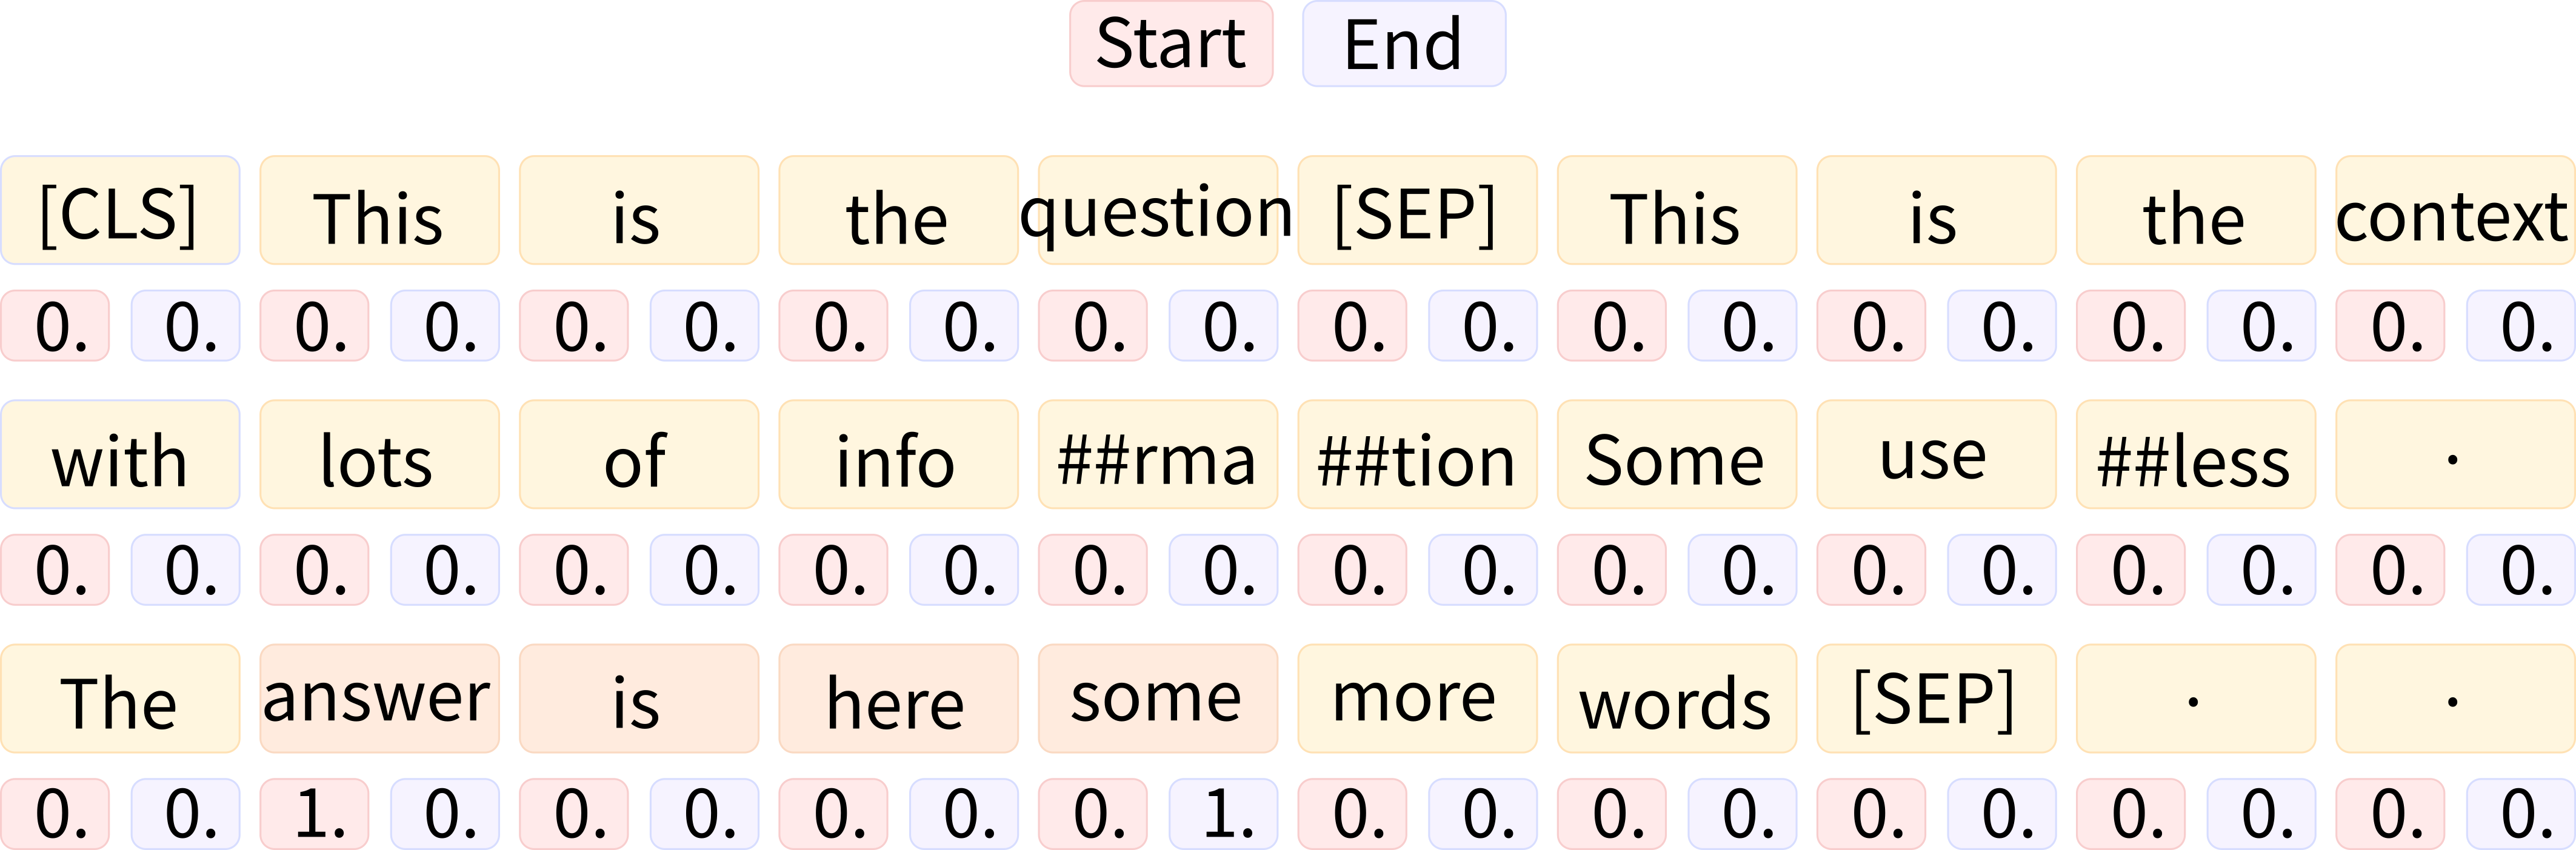 Start End
[CLS] This is the question [SEP] This is the context
0. 0. 0. 0. 0. 0. 0. 0. 0. 0. 0. 0. 0. 0. 0. 0. 0. 0. 0. 0.
with lots of info ##rma ##tion Some use ##less ·
0. 0. 0. 0. 0. 0. 0. 0. 0. 0. 0. 0. 0. 0. 0. 0. 0. 0. 0. 0.
The answer is here some more words [SEP] · ·
0. 0. 1. 0. 0. 0. 0. 0. 0. 1. 0. 0. 0. 0. 0. 0. 0. 0. 0. 0.